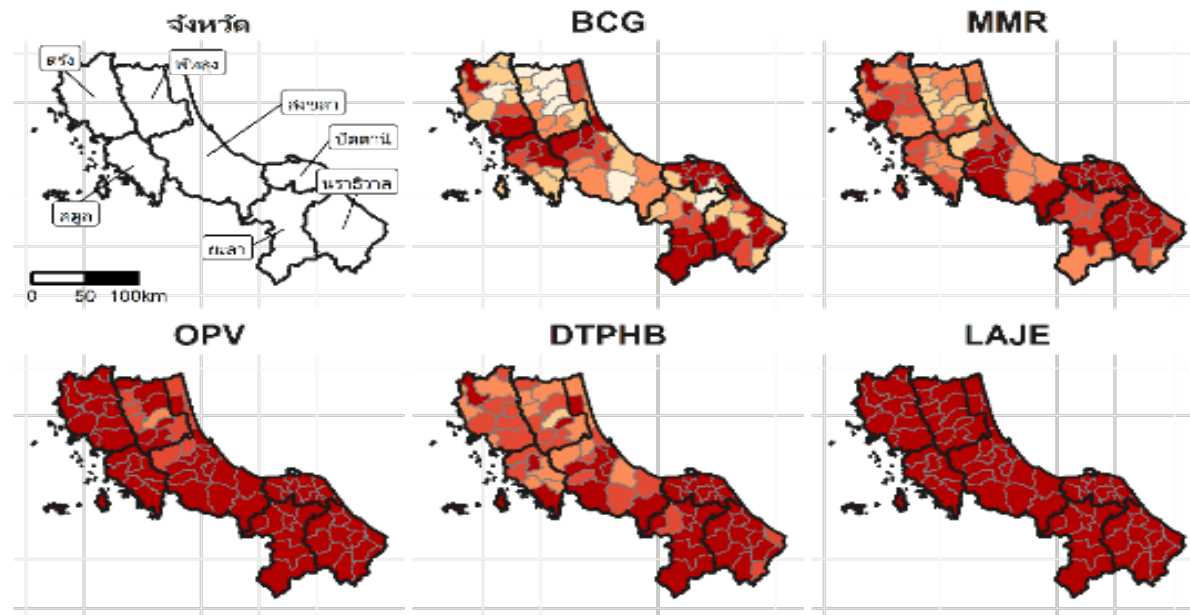 จังหวัด
BCG
MMR
ตรัง
พัทลุง
สงขลา
ปัตตานี
นราธิวาส
สตูล
ยะลา
0 50 100km
OPV
DTPHB
LAJE